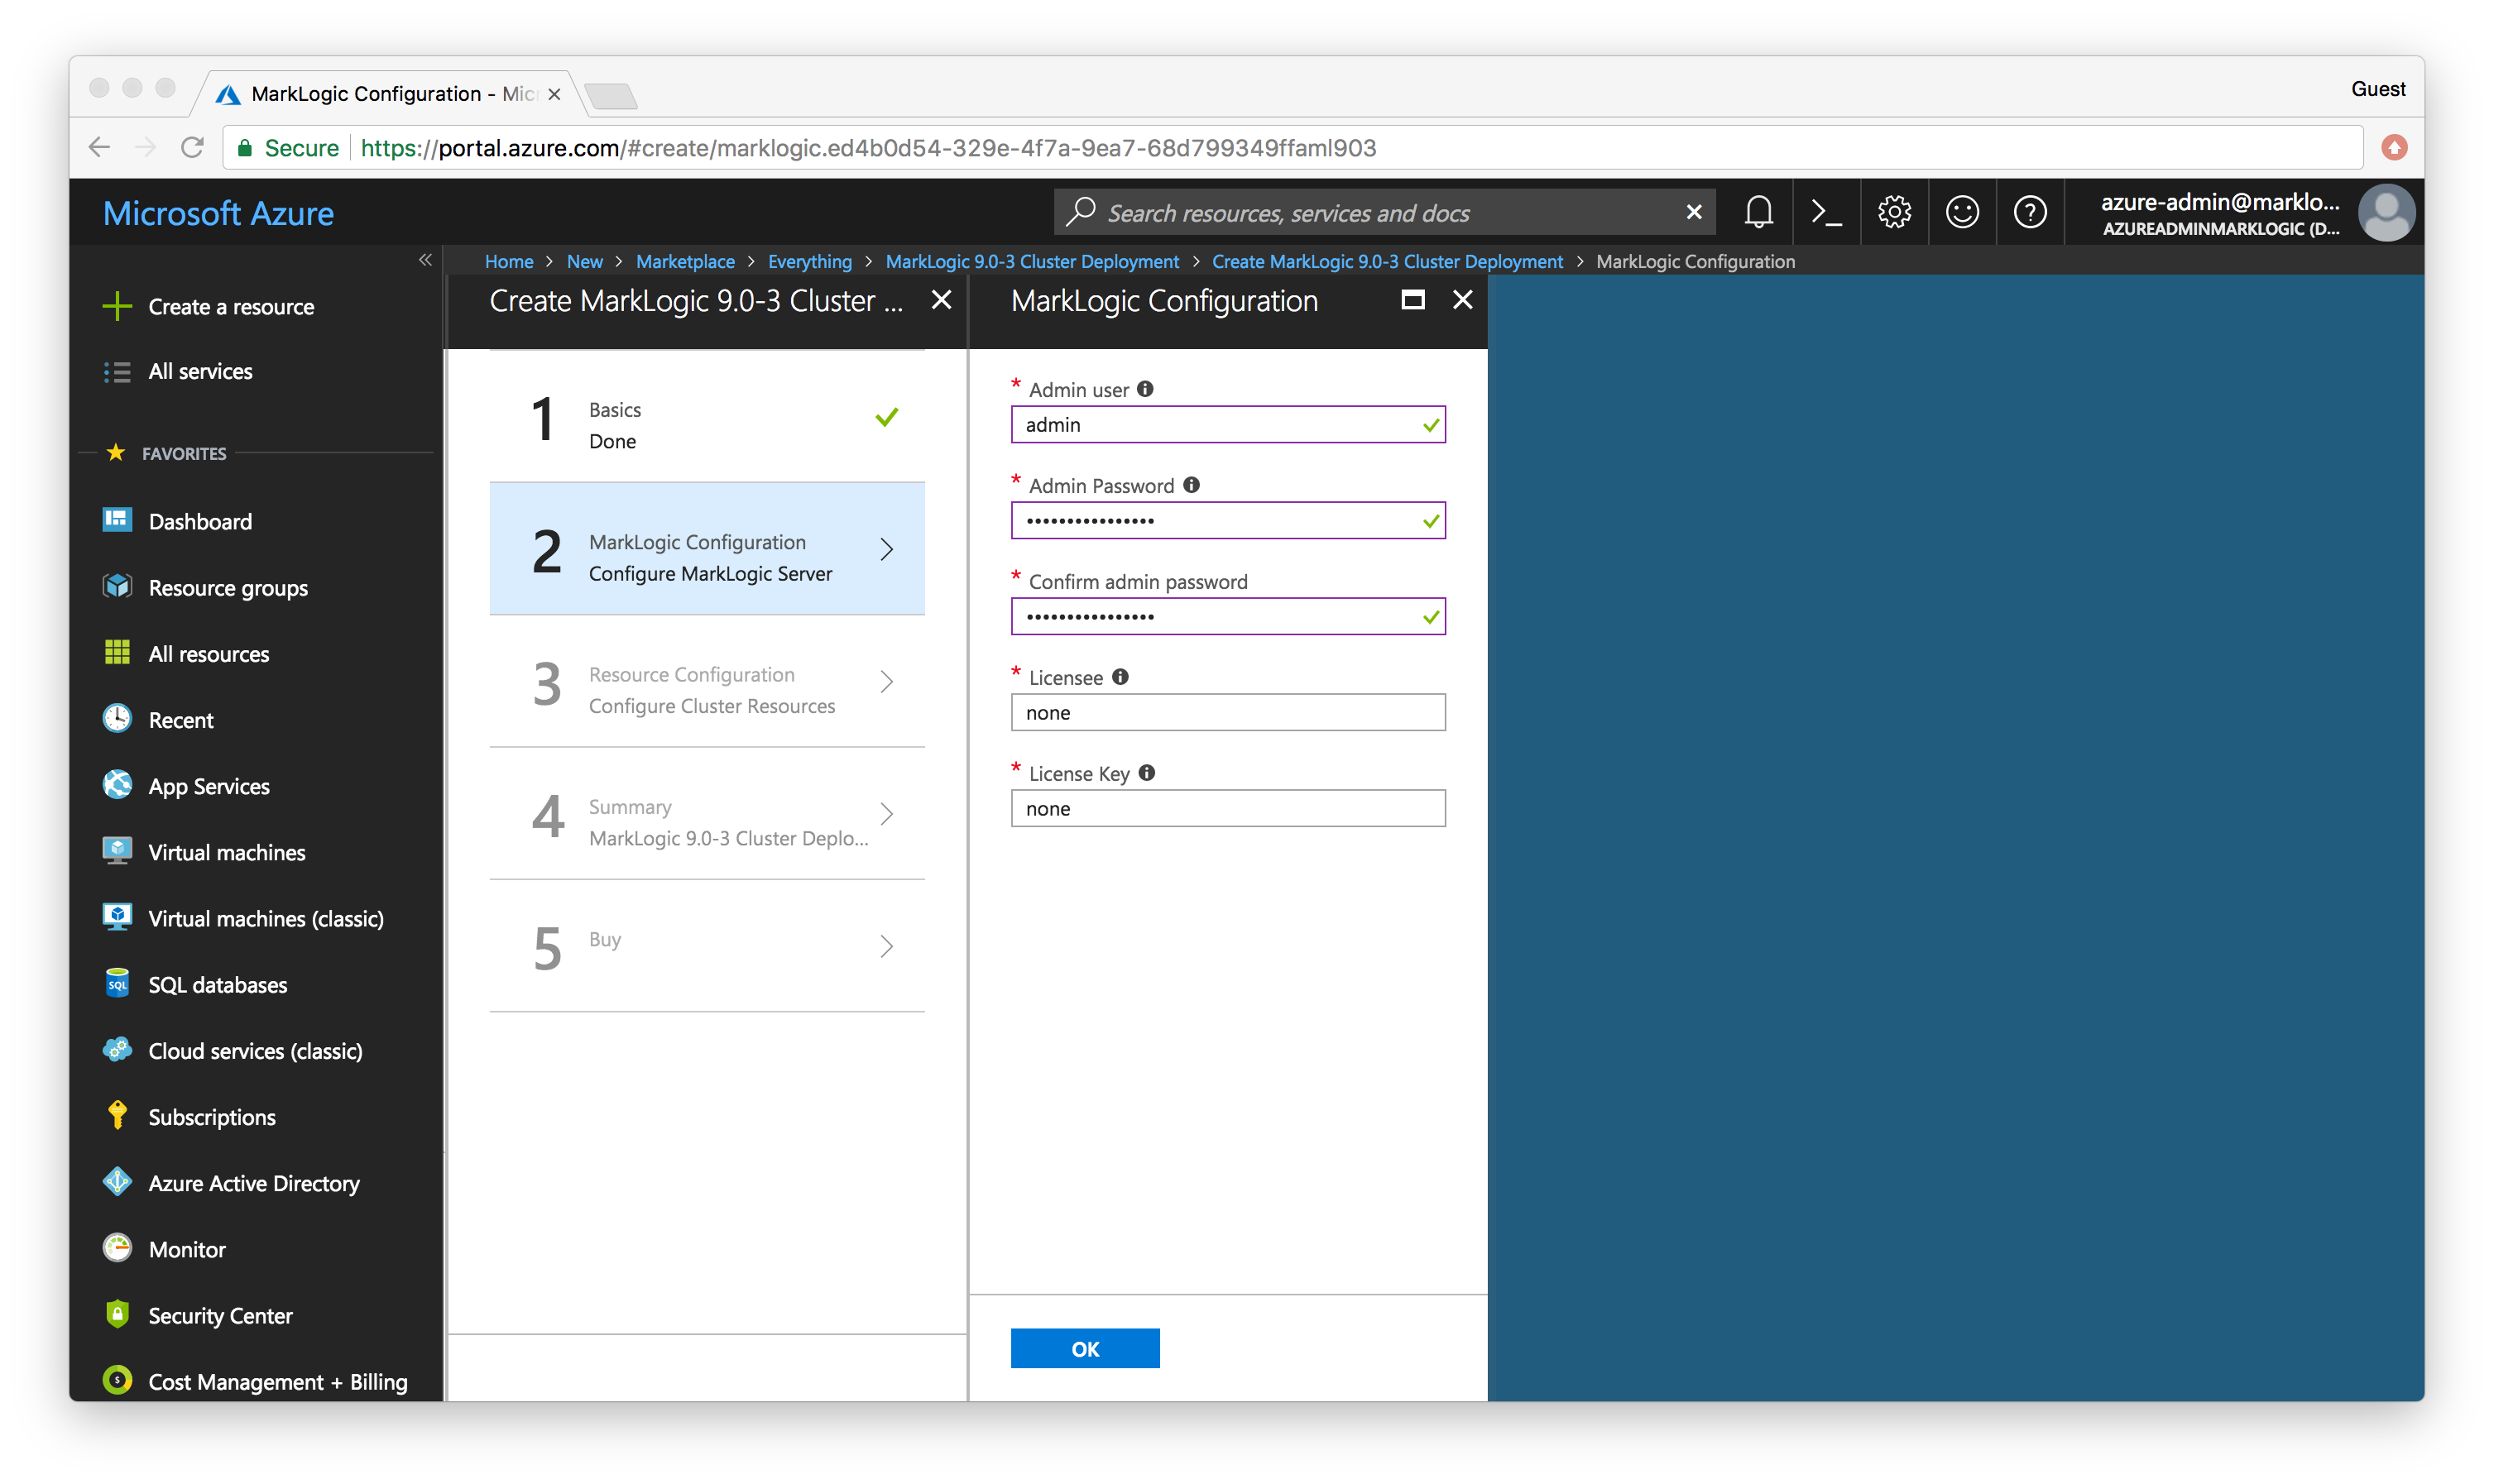 MarkLogic Configuration - Mic
Guest
Secure
https://portal.azure.com/#create/marklogic.ed4b0d54-329e-4f7a-9ea7-68d799349ffaml903
Microsoft Azure
Search resources, services and docs
azure-admin@marklo...
AZUREADMINMARKLOGIC (D...
Home > New > Marketplace > Everything > MarkLogic 9.0-3 Cluster Deployment > Create MarkLogic 9.0-3 Cluster Deployment > MarkLogic Configuration
Create a resource
All services
FAVORITES
Dashboard
Resource groups
All resources
Recent
App Services
Virtual machines
Virtual machines (classic)
SQL
SQL databases
Cloud services (classic)
Subscriptions
Azure Active Directory
Monitor
Security Center
Cost Management + Billing
Create MarkLogic 9.0-3 Cluster ...
1
Basics
Done
2
MarkLogic Configuration
Configure MarkLogic Server
3
Resource Configuration
Configure Cluster Resources
4
Summary
MarkLogic 9.0-3 Cluster Deplo...
5
Buy
MarkLogic Configuration
* Admin user
admin
* Admin Password
••••••••••••••••
* Confirm admin password
••••••••••••••••
* Licensee
none
* License Key
none
OK